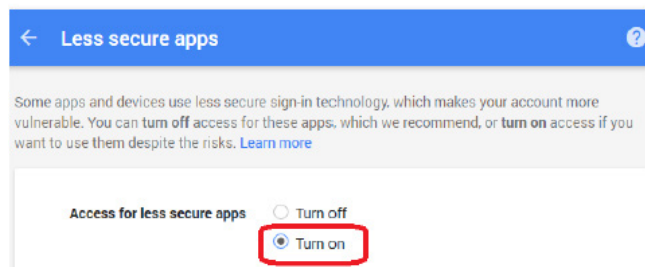 Less secure apps
Some apps and devices use less secure sign-in technology, which makes your account more
vulnerable. You can turn off access for these apps, which we recommend, or turn on access if you
want to use them despite the risks. Learn more
Access for less secure apps Turn off
Turn on